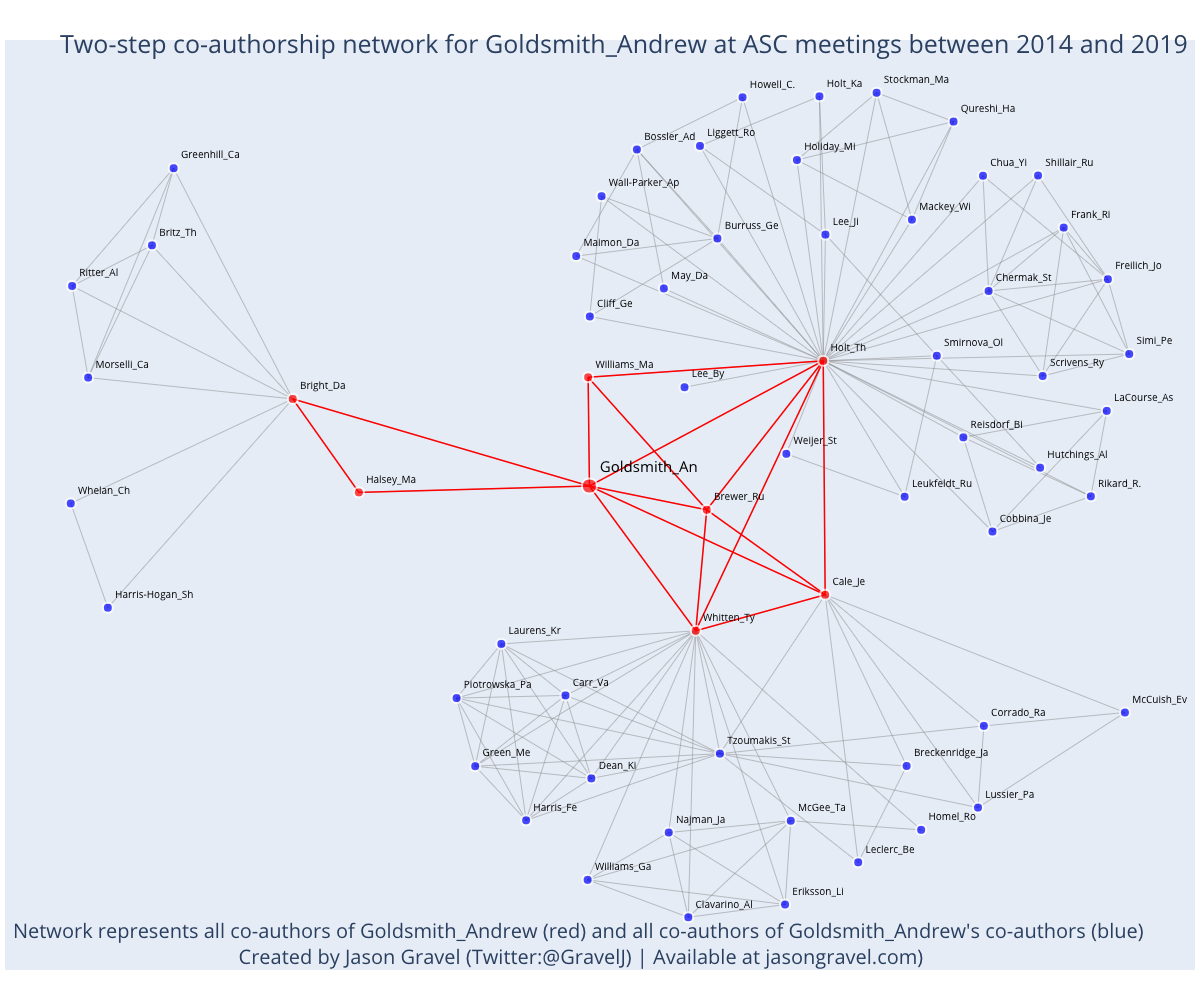 Two-step co-authorship network for Goldsmith_Andrew at ASC meetings between 2014 and 2019
Howell_C.
Holt_Ka
Stockman_Ma
Qureshi_Ha
Bossler_Ad
Liggett_Ro
Holiday_Mi
Greenhill_Ca
Chua_Yi
Shillair_Ru
Wall-Parker_Ap
Mackey_Wi
Frank_Ri
Britz_Th
Burruss_Ge
Lee_Ji
Maimon_Da
Ritter_Al
May_Da
Chermak_St
Freilich_Jo
Cliff_Ge
Holt_Th
Smirnova_Ol
Simi_Pe
Morselli_Ca
Williams_Ma
Lee_By
Scrivens_Ry
Bright_Da
LaCourse_As
Reisdorf_Bi
Weijer_St
Hutchings_Al
Goldsmith_An
Halsey_Ma
Leukfeldt_Ru
Rikard_R.
Whelan_Ch
Brewer_Ru
Cobbina_Je
Harris-Hogan_Sh
Cale_Je
Whitten_Ty
Laurens_Kr
Piotrowska_Pa
Carr_Va
McCuish_Ev
Corrado_Ra
Tzoumakis_St
Green_Me
Dean_Ki
Breckenridge_Ja
Lussier_Pa
Harris_Fe
Najman_Ja
McGee_Ta
Homel_Ro
Leclerc_Be
Williams_Ga
Eriksson_Li
Clavarino_Al
Network represents all co-authors of Goldsmith_Andrew (red) and all co-authors of Goldsmith_Andrew's co-authors (blue)
Created by Jason Gravel (Twitter:@GravelJ) | Available at jasongravel.com)